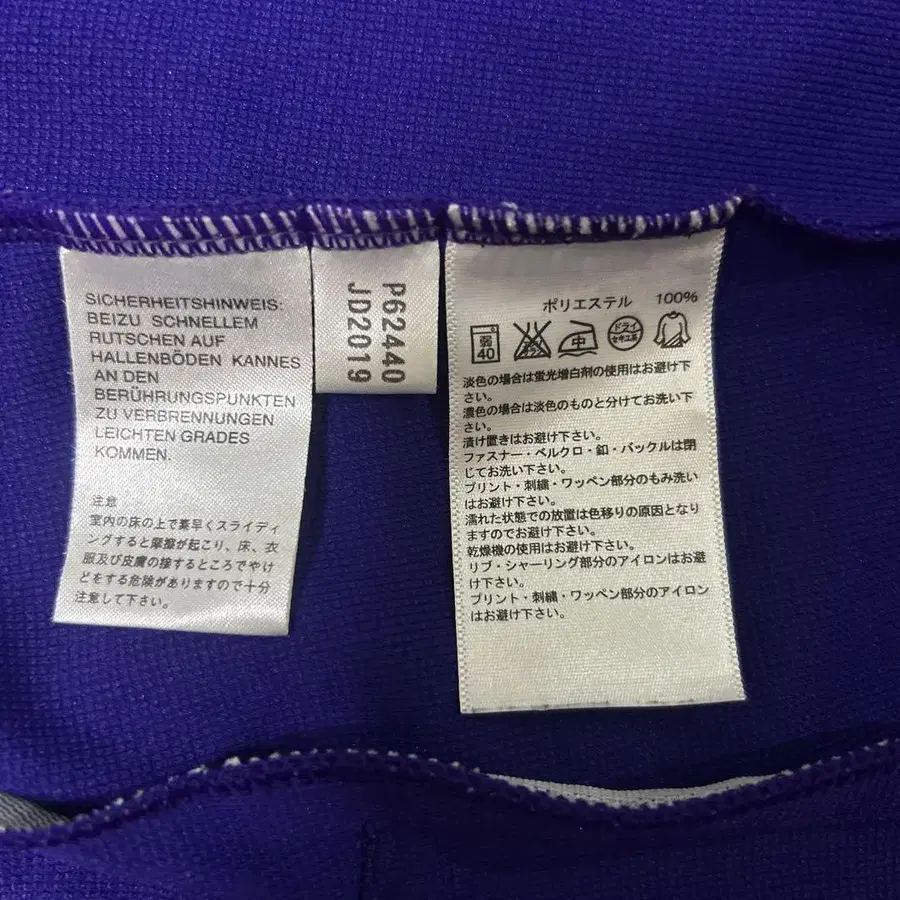 SICHERHEITSHINWEIS:
BEIZU SCHNELLEM
RUTSCHEN AUF
HALLENBÖDEN KANNES
AN DEN
BERÜHRUNGSPUNKTEN
ZU VERBRENNUNGEN
LEICHTEN GRADES
KOMMEN.
注意
室内の床の上で素早くスライディ
ングすると摩擦が起こり、床、衣
服及び皮膚の接するところでやけ
どをする危険がありますので十分
注意して下さい。
P62440
JD2019
ポリエステル 100%
弱
40
中
ドライ
セキユ系
淡色の場合は蛍光増白剤の使用はお避け下
さい。
濃色の場合は淡色のものと分けてお洗い下
さい。
漬け置きはお避け下さい。
ファスナー・ベルクロ・釦・バックルは閉
じてお洗い下さい。
プリント・刺繍・ワッペン部分のもみ洗い
はお避け下さい。
濡れた状態での放置は色移りの原因となり
ますのでお避け下さい。
乾燥機の使用はお避け下さい。
リブ・シャーリング部分のアイロンはお避
け下さい。
プリント・刺繍・ワッペン部分のアイロン
はお避け下さい。